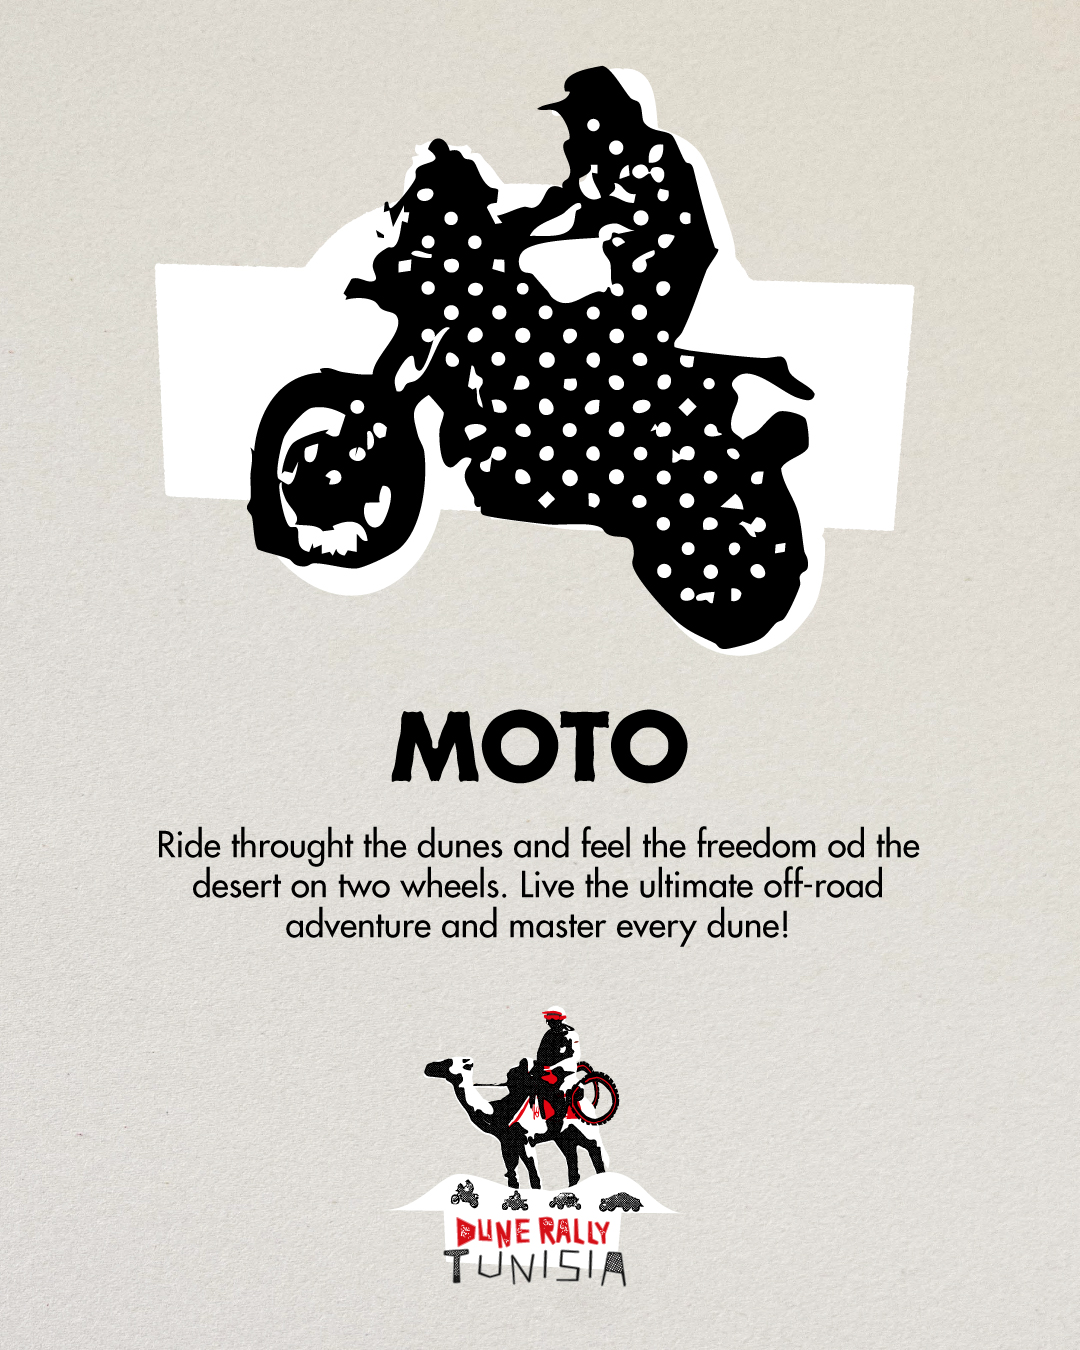 MOTO
Ride throught the dunes and feel the freedom od the
desert on two wheels. Live the ultimate off-road
adventure and master every dune!
DUNE RALLY
TUNISIA